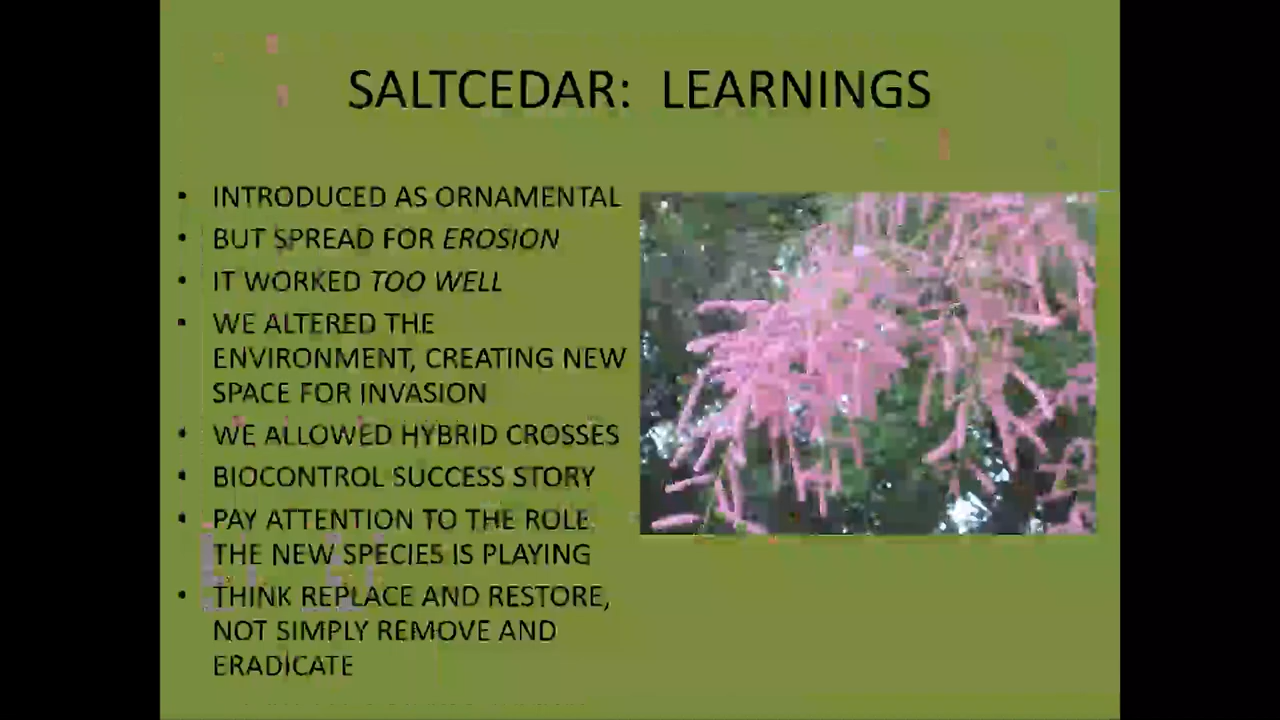 SALTCEDAR: LEARNINGS
• INTRODUCED AS ORNAMENTAL
• BUT SPREAD FOR EROSION
• IT WORKED TOO WELL
• WE ALTERED THE
ENVIRONMENT, CREATING NEW
SPACE FOR INVASION
• WE ALLOWED HYBRID CROSSES
• BIOCONTROL SUCCESS STORY
• PAY ATTENTION TO THE ROLE
THE NEW SPECIES IS PLAYING
• THINK REPLACE AND RESTORE,
NOT SIMPLY REMOVE AND
ERADICATE